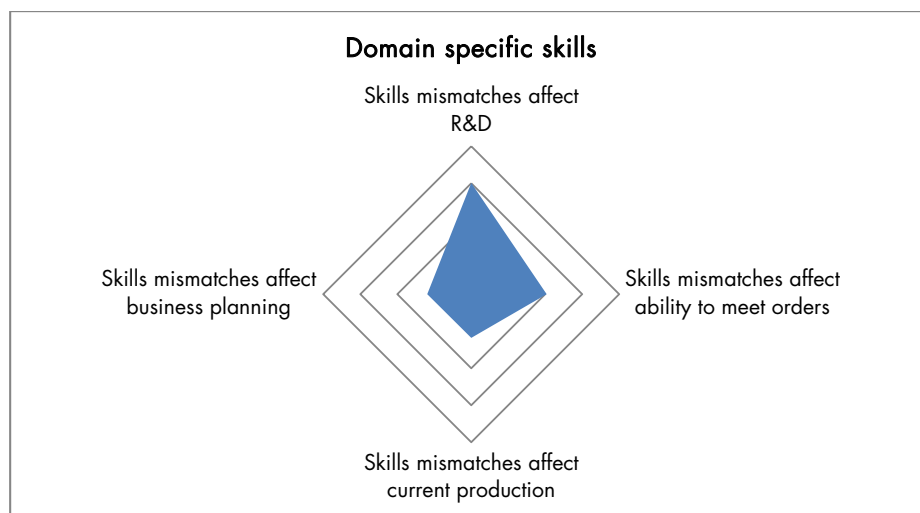 Domain specific skills
Skills mismatches affect
R&D
Skills mismatches affect
business planning
Skills mismatches affect
ability to meet orders
Skills mismatches affect
current production